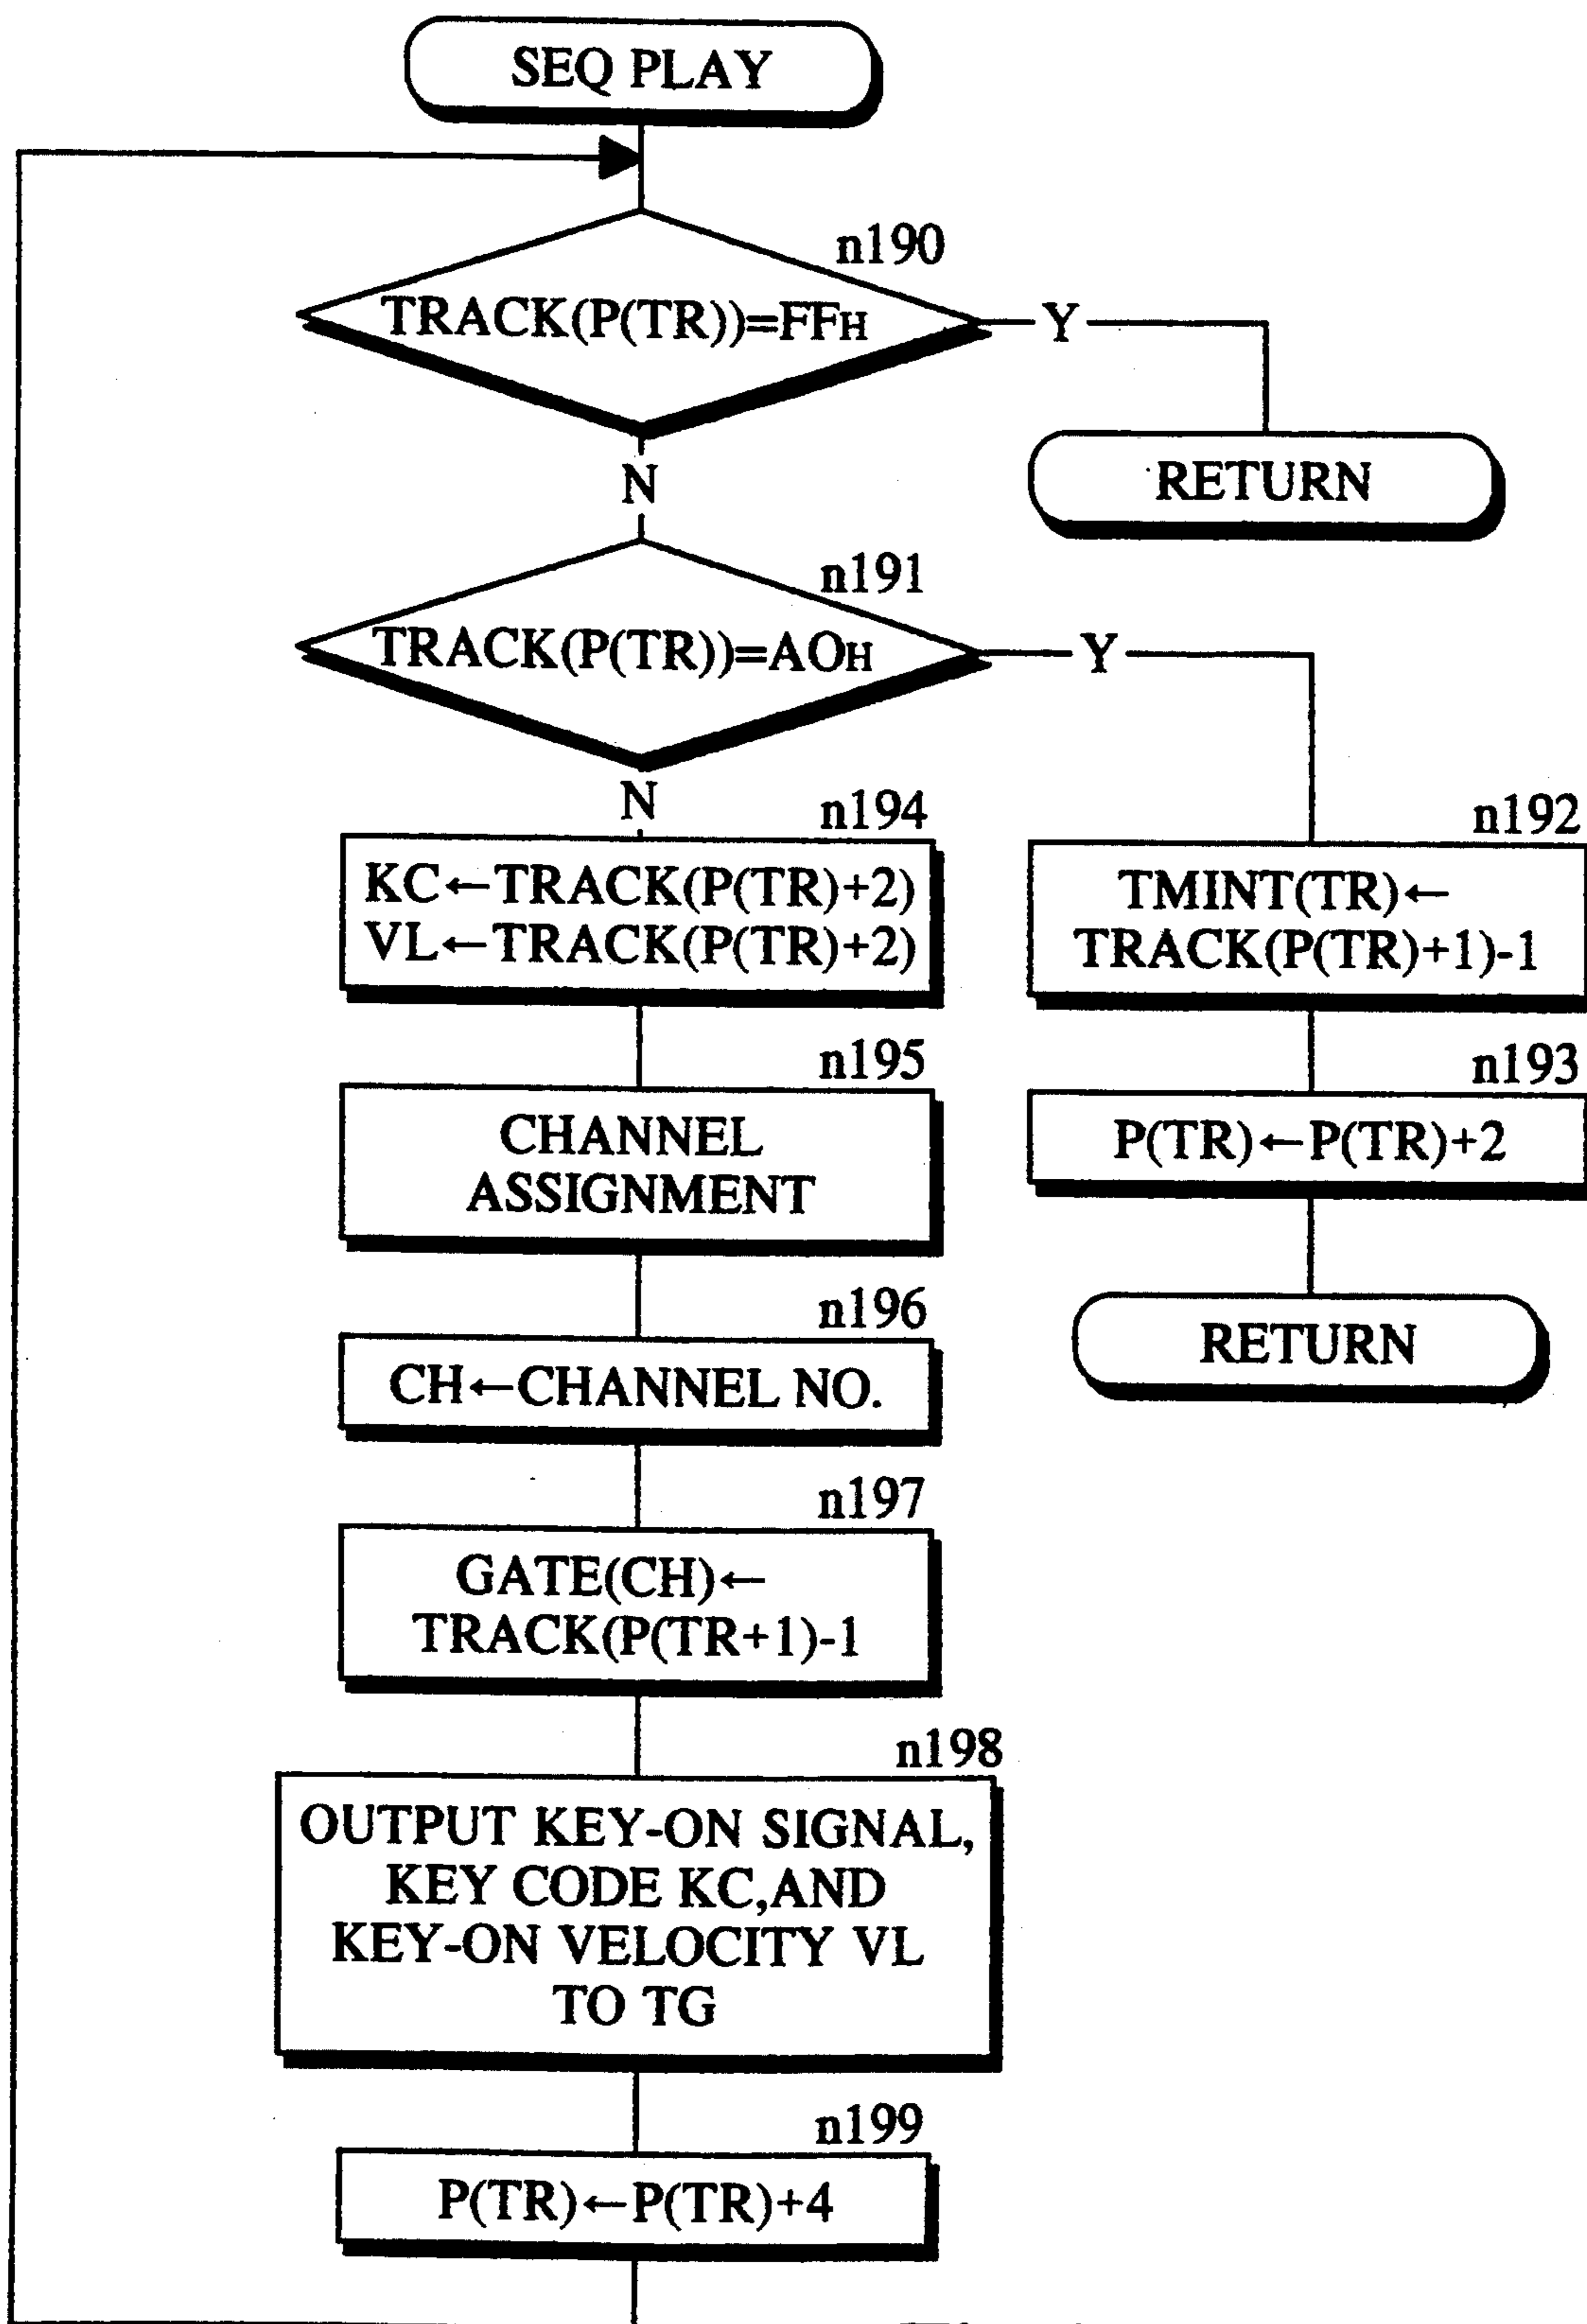 SEQ PLAY
n190
TRACK(P(TR))=FFH
Y
RETURN
N
n191
TRACK(P(TR))=AOH
Y
N
n194
KC←TRACK(P(TR)+2)
VL←TRACK(P(TR)+2)
n192
TMINT(TR)←
TRACK(P(TR)+1)-1
n195
CHANNEL
ASSIGNMENT
n193
P(TR)←P(TR)+2
n196
CH←CHANNEL NO.
RETURN
n197
GATE(CH)←
TRACK(P(TR+1)-1
n198
OUTPUT KEY-ON SIGNAL,
KEY CODE KC,AND
KEY-ON VELOCITY VL
TO TG
n199
P(TR)←P(TR)+4